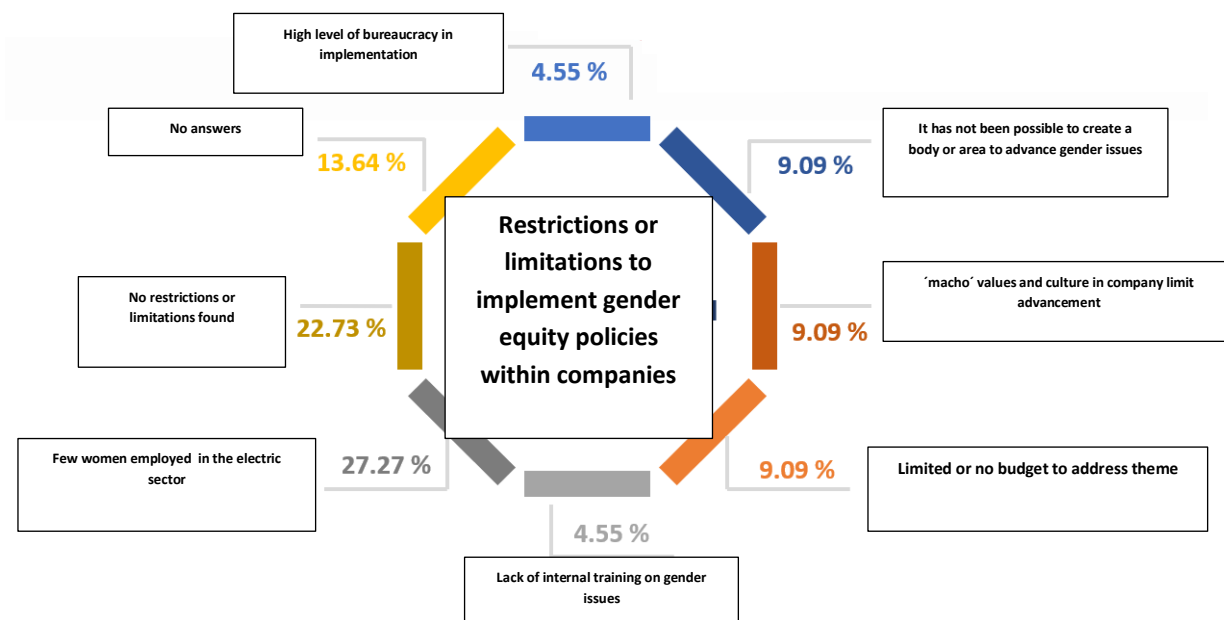 High level of bureaucracy in
implementation
4.55 %
No answers
13.64 %
It has not been possible to create a
body or area to advance gender issues
9.09 %
Restrictions or
limitations to
implement gender
equity policies
within companies
No restrictions or
limitations found
22.73 %
´macho´ values and culture in company limit
advancement
9.09 %
Few women employed in the electric
sector
27.27 %
Limited or no budget to address theme
9.09 %
4.55 %
Lack of internal training on gender
issues